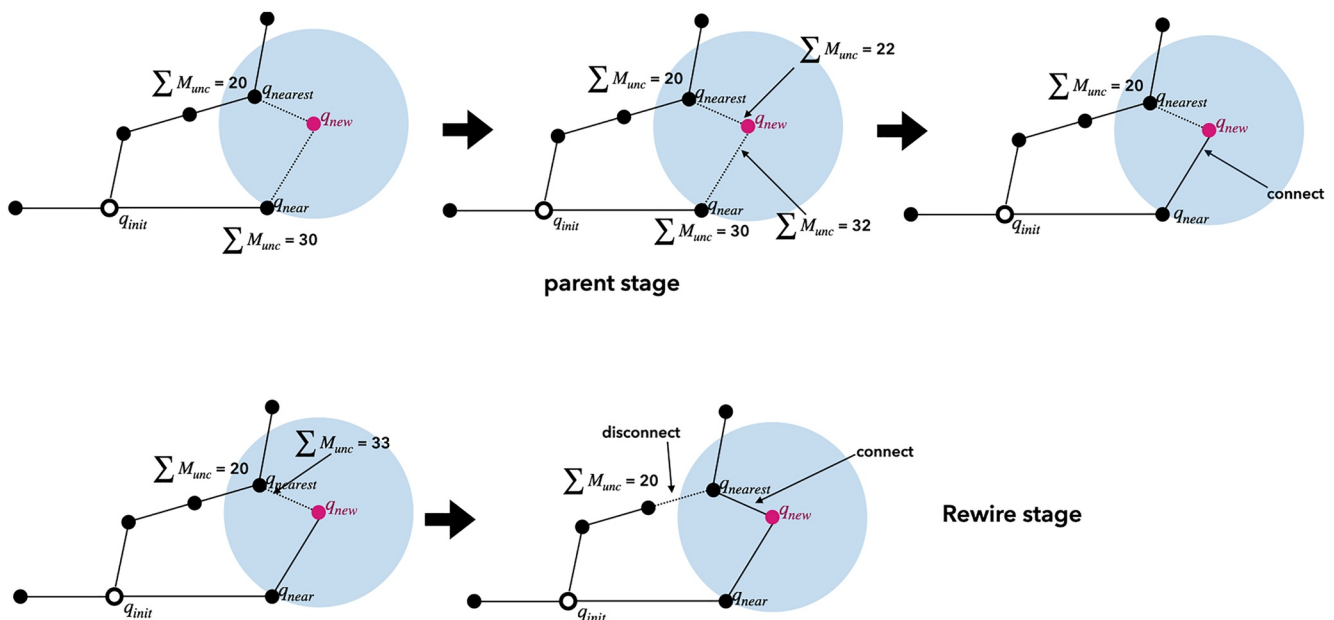 ∑ M_unc = 20
q_nearest
q_new
q_near
q_init
∑ M_unc = 30
∑ M_unc = 22
∑ M_unc = 20
q_nearest
q_new
q_near
q_init
∑ M_unc = 30
∑ M_unc = 32
∑ M_unc = 20
q_nearest
q_new
connect
q_near
q_init
parent stage
∑ M_unc = 33
∑ M_unc = 20
q_nearest
q_new
q_near
q_init
disconnect
connect
∑ M_unc = 20
q_nearest
q_new
q_near
q_init
Rewire stage